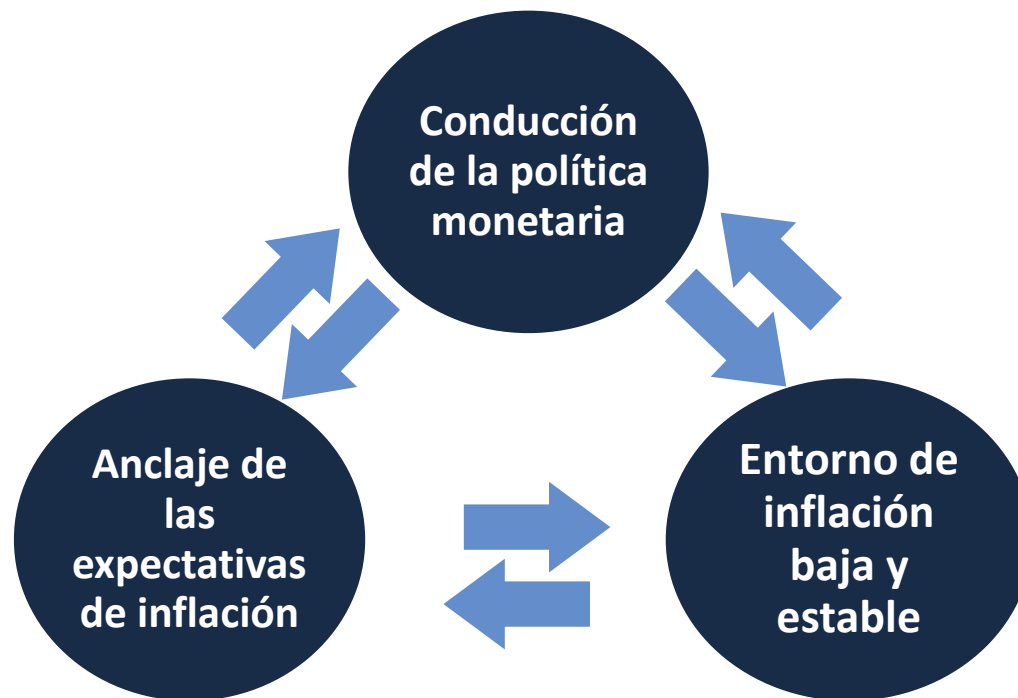 Conducción
de la política
monetaria
Anclaje de
las
expectativas
de inflación
Entorno de
inflación
baja y
estable